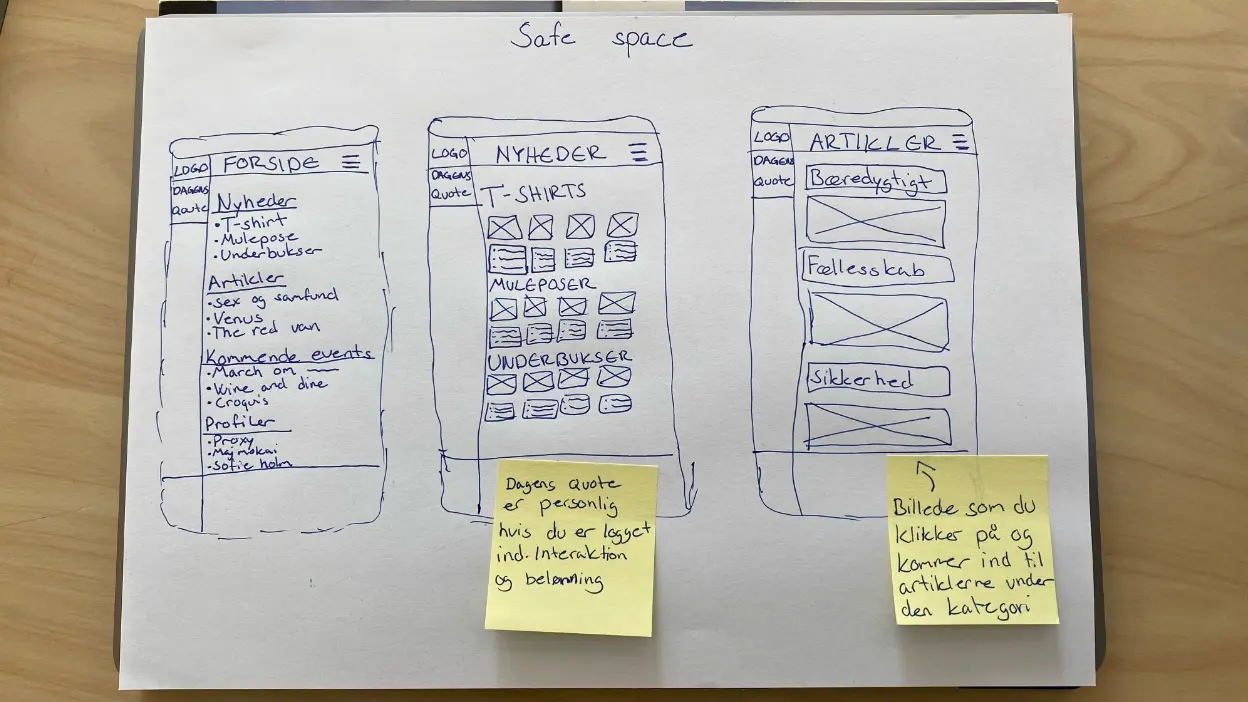 Safe space
LOGO
FORSIDE
DAGENS
Quote
Nyheder
• T-shirt
• Mulepose
• Underbukser
Artikler
• Sex og samfund
• Venus
• The red van
Kommende events
• March om
• Wine and dine
• Croquis
Profiler
• Proxy
• Maj mokai
• Sofie holm
LOGO
NYHEDER
DAGENS
Quote
T-SHIRTS
MULEPOSER
UNDERBUKSER
Dagens Quote
er personlig
hvis du er logget
ind. Interaktion
og belønning
LOGO
ARTIKLER
DAGENS
Quote
Bæredygtigt
Fællesskab
Sikkerhed
Billede som du
klikker på og
kommer ind til
artiklerne under
den kategori